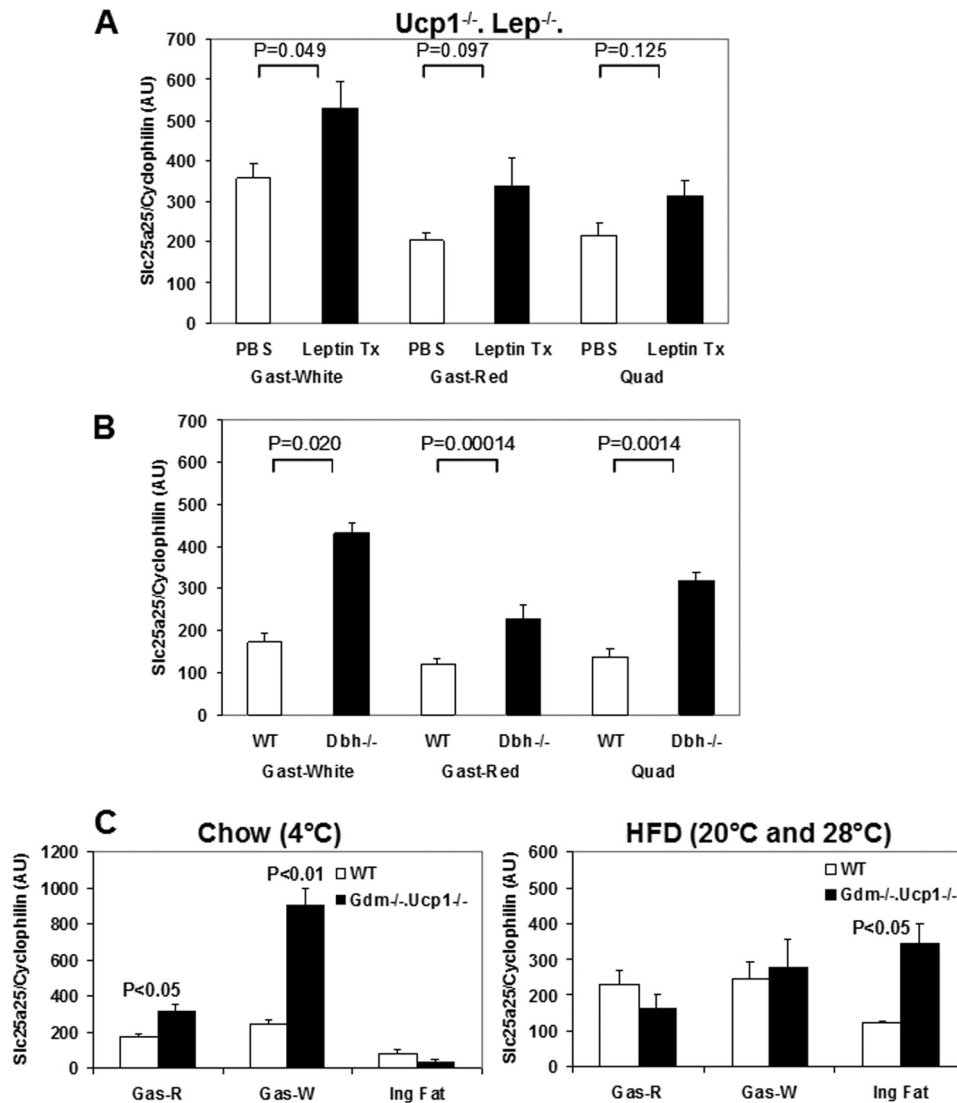 A
Ucp1-/-. Lep-/-.
Slc25a25/Cyclophilin (AU)
700
600
500
400
300
200
100
0
P=0.049
P=0.097
P=0.125
PBS Leptin Tx PBS Leptin Tx PBS Leptin Tx
Gast-White Gast-Red Quad
B
Slc25a25/Cyclophilin (AU)
700
600
500
400
300
200
100
0
P=0.020
P=0.00014
P=0.0014
WT Dbh-/- WT Dbh-/- WT Dbh-/-
Gast-White Gast-Red Quad
C
Chow (4°C)
Slc25a25/Cyclophilin (AU)
1200
1000
800
600
400
200
0
P<0.05
P<0.01
WT
Gdm-/-.Ucp1-/-
Gas-R Gas-W Ing Fat
HFD (20°C and 28°C)
Slc25a25/Cyclophilin (AU)
600
500
400
300
200
100
0
WT
Gdm-/-.Ucp1-/-
P<0.05
Gas-R Gas-W Ing Fat